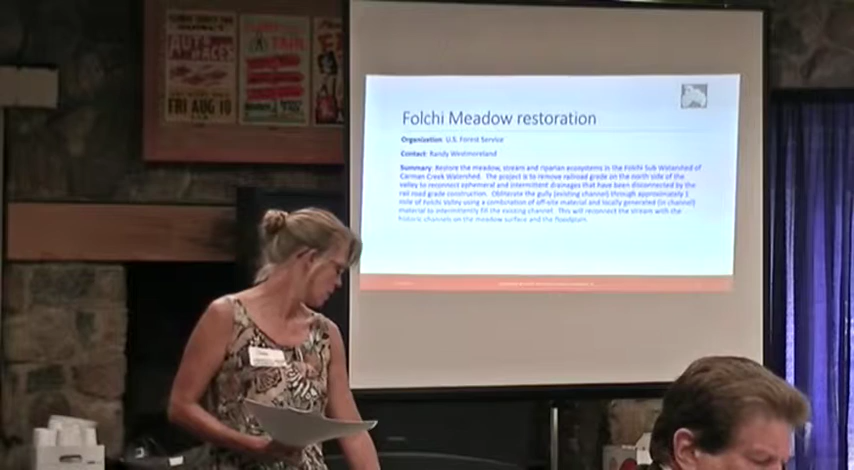 AUTO
RACES
FRI AUG 10
FAIR
Folchi Meadow restoration
Organization: U.S. Forest Service
Contact: Randy Westmoreland
Summary: Restore the meadow, stream and riparian ecosystems in the Folchi Sub Watershed of
Carman Creek Watershed. The project is to remove railroad grade on the north side of the
valley to reconnect ephemeral and intermittent drainages that have been disconnected by the
rail road grade construction. Obliterate the gully (existing channel) through approximately 1
mile of Folchi Valley using a combination of off-site material and locally generated (in channel)
material to intermittently fill the existing channel. This will reconnect the stream with the
historic channels on the meadow surface and the floodplain.